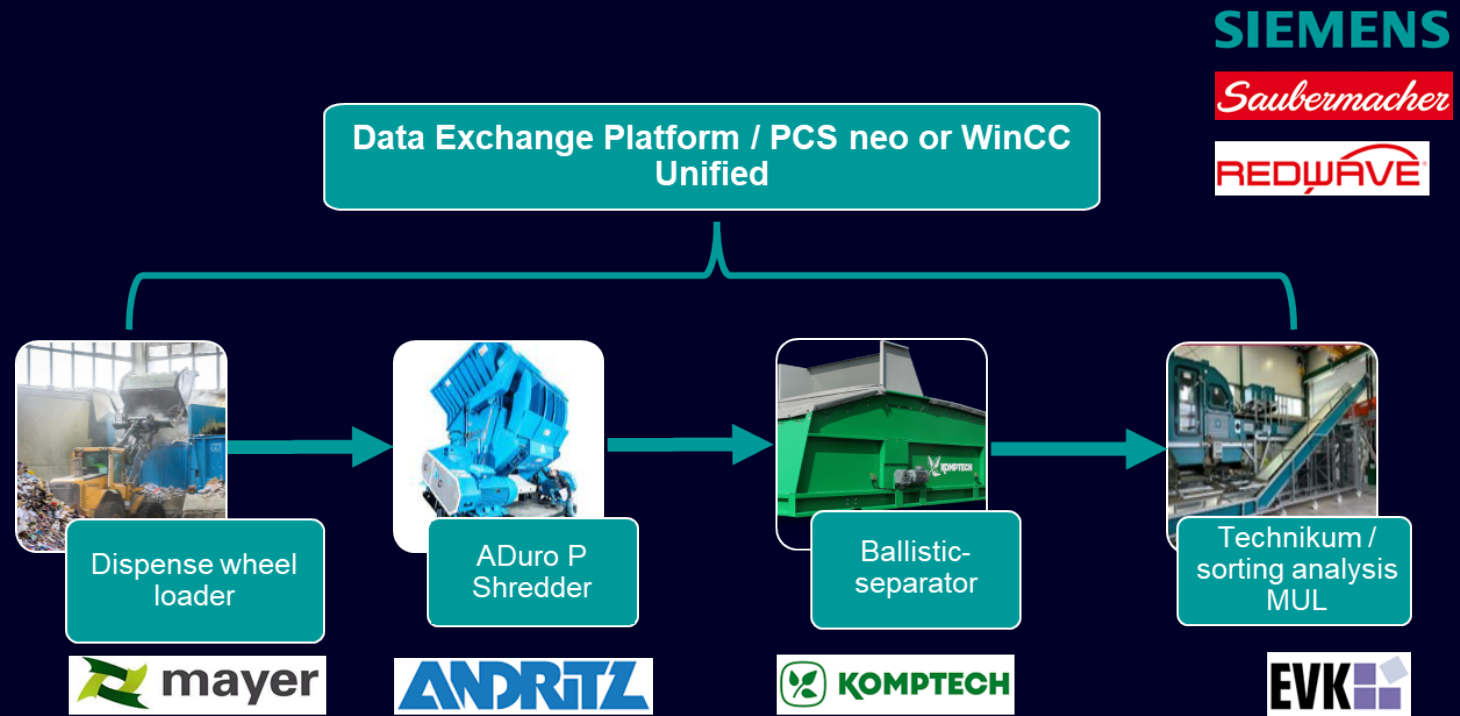 SIEMENS
Saubermacher
REDWAVE
Data Exchange Platform / PCS neo or WinCC
Unified
KOMPTECH
Dispense wheel
loader
ADuro P
Shredder
Ballistic-
separator
Technikum /
sorting analysis
MUL
mayer
ANDRITZ
KOMPTECH
EVK